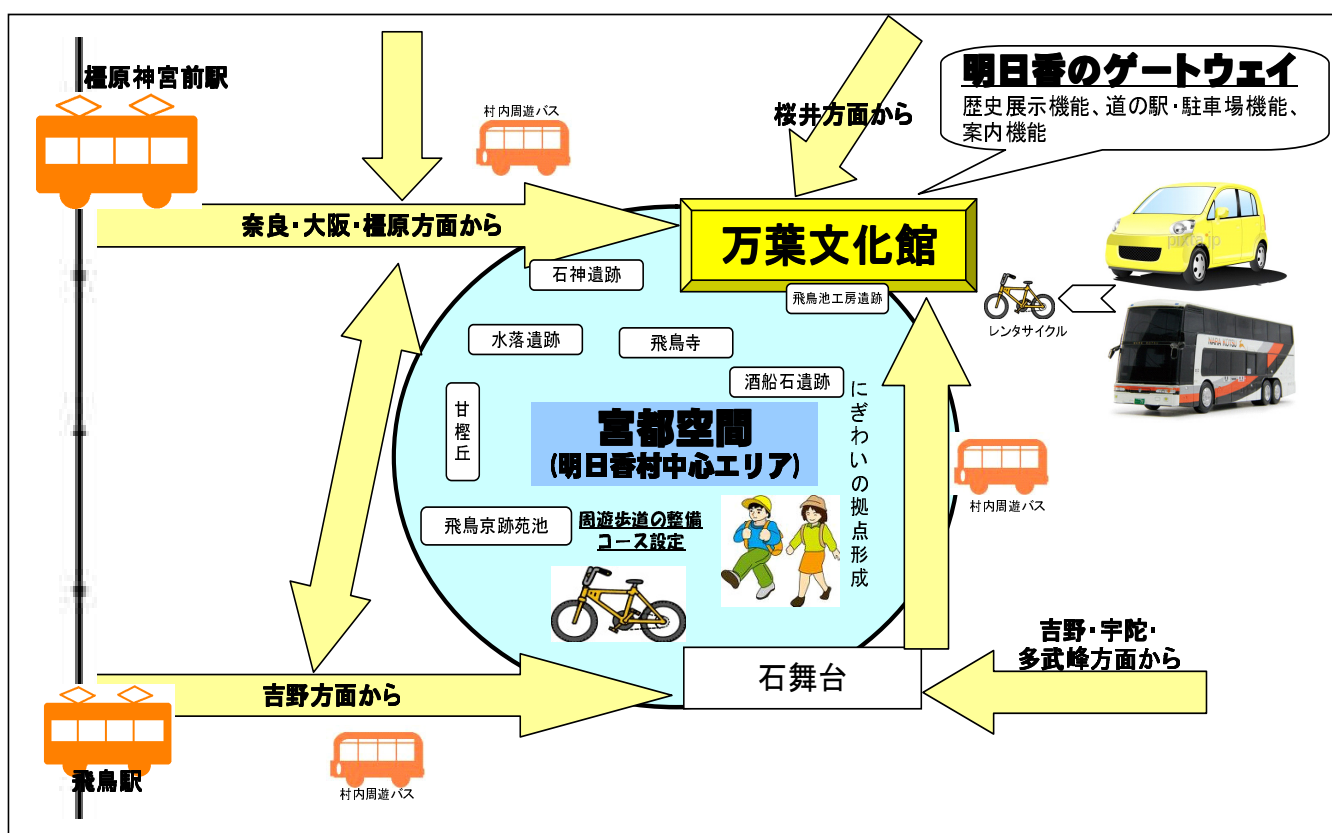 橿原神宮前駅
村内周遊バス
桜井方面から
明日香のゲートウェイ
歴史展示機能、道の駅・駐車場機能、
案内機能
奈良・大阪・橿原方面から
万葉文化館
pixta.jp
石神遺跡
飛鳥池工房遺跡
レンタサイクル
水落遺跡
飛鳥寺
NARA KOTSU
酒船石遺跡
甘樫丘
にぎわいの拠点形成
宮都空間
(明日香村中心エリア)
村内周遊バス
飛鳥京跡苑池
周遊歩道の整備
コース設定
吉野・宇陀・
多武峰方面から
石舞台
吉野方面から
飛鳥駅
村内周遊バス